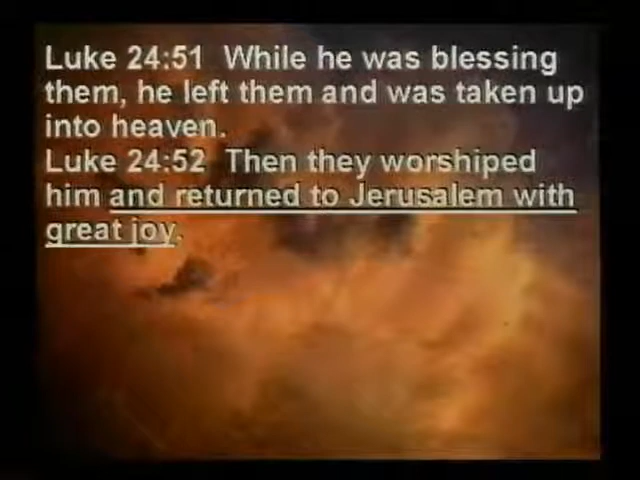 Luke 24:51  While he was blessing
them, he left them and was taken up
into heaven.
Luke 24:52  Then they worshiped
him and returned to Jerusalem with
great joy.